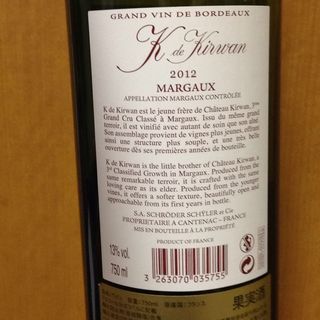 GRAND VIN DE BORDEAUX
K de Kirwan
2012
MARGAUX
APPELLATION MARGAUX CONTRÔLÉE
K de Kirwan est le jeune frère de Château Kirwan, 3ème
Grand Cru Classé à Margaux. Issu du même grand
terroir, il est vinifié avec autant de soin que son aîné.
Son assemblage provient de vignes plus jeunes, offrant
ainsi une structure plus souple, et une très belle
ouverture dès ses premières années de bouteille.
K de Kirwan is the little brother of Château Kirwan, a
3rd Classified Growth in Margaux. Produced from the
same remarkable terroir, it is crafted with the same
loving care as its elder. Produced from the younger
vines, it offers a softer texture, beautifully open and
approachable from its first years in bottle.
S.A. SCHRÖDER SCHŸLER et Cie
PROPRIETAIRE A CANTENAC - FRANCE
MIS EN BOUTEILLE À LA PROPRIÉTÉ
PRODUCT OF FRANCE
13% vol.
750 ml
3 263070 035755
果実酒